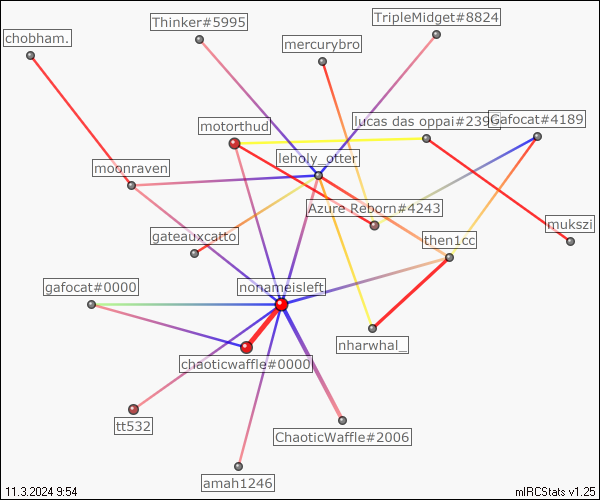 Thinker#5995
TripleMidget#8824
chobham.
mercurybro
lucas das oppai#239
Gafocat#4189
motorthud
leholy_otter
moonraven
Azure Reborn#4243
mukszi
gateauxcatto
then1cc
gafocat#0000
nonameisleft
nharwhal_
chaoticwaffle#0000
tt532
ChaoticWaffle#2006
amah1246
11.3.2024 9:54
mIRCStats v1.25